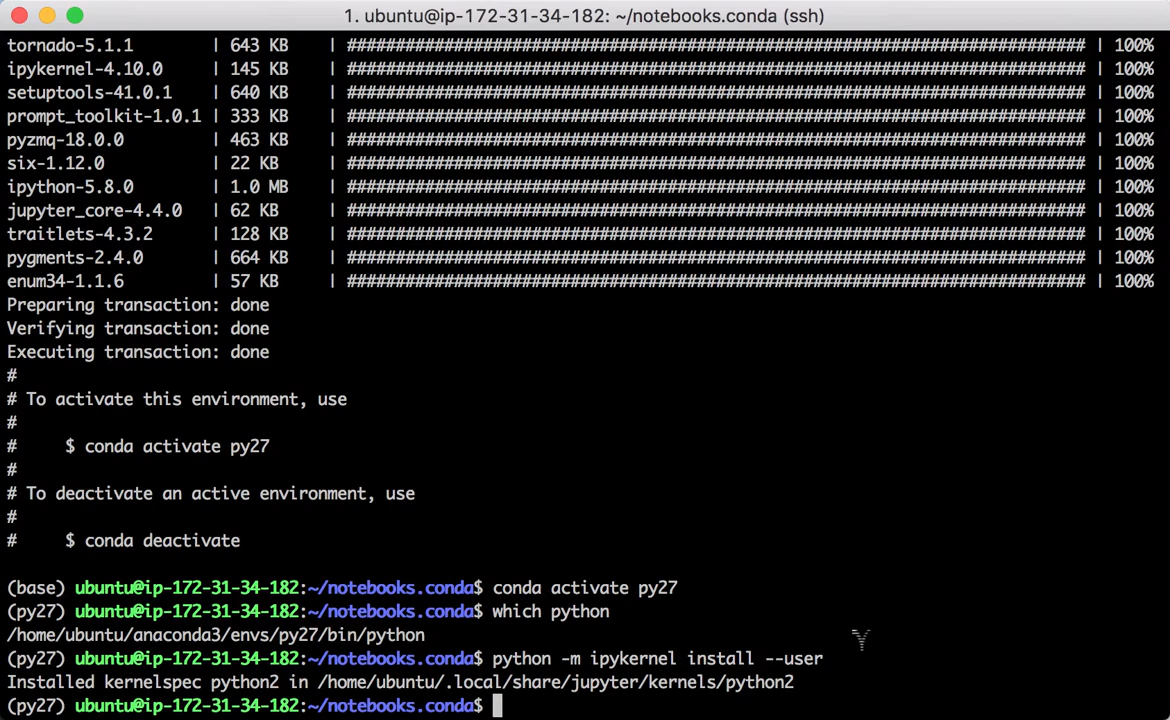 1. ubuntu@ip-172-31-34-182: ~/notebooks.conda (ssh)
tornado-5.1.1 | 643 KB | ############################################################################ | 100%
ipykernel-4.10.0 | 145 KB | ############################################################################ | 100%
setuptools-41.0.1 | 640 KB | ############################################################################ | 100%
prompt_toolkit-1.0.1 | 333 KB | ############################################################################ | 100%
pyzmq-18.0.0 | 463 KB | ############################################################################ | 100%
six-1.12.0 | 22 KB | ############################################################################ | 100%
ipython-5.8.0 | 1.0 MB | ############################################################################ | 100%
jupyter_core-4.4.0 | 62 KB | ############################################################################ | 100%
traitlets-4.3.2 | 128 KB | ############################################################################ | 100%
pygments-2.4.0 | 664 KB | ############################################################################ | 100%
enum34-1.1.6 | 57 KB | ############################################################################ | 100%
Preparing transaction: done
Verifying transaction: done
Executing transaction: done
#
# To activate this environment, use
#
#     $ conda activate py27
#
# To deactivate an active environment, use
#
#     $ conda deactivate
(base) ubuntu@ip-172-31-34-182:~/notebooks.conda$ conda activate py27
(py27) ubuntu@ip-172-31-34-182:~/notebooks.conda$ which python
/home/ubuntu/anaconda3/envs/py27/bin/python
(py27) ubuntu@ip-172-31-34-182:~/notebooks.conda$ python -m ipykernel install --user
Installed kernelspec python2 in /home/ubuntu/.local/share/jupyter/kernels/python2
(py27) ubuntu@ip-172-31-34-182:~/notebooks.conda$